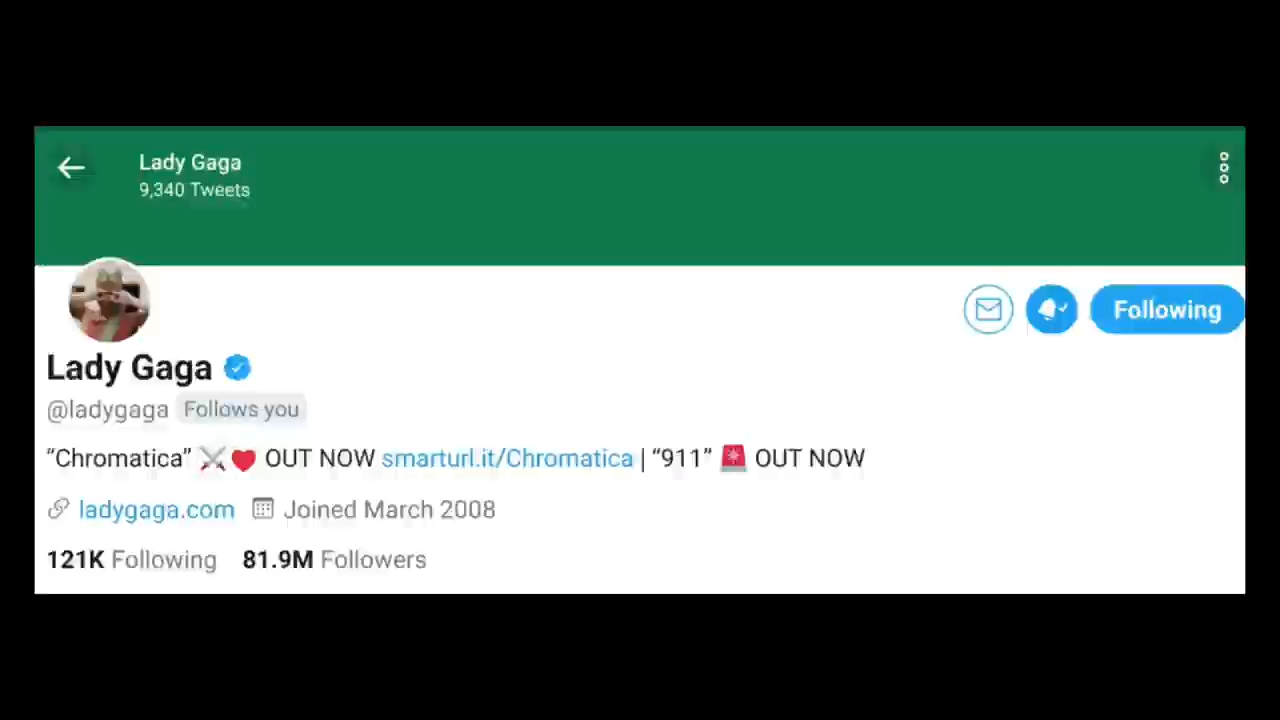 Lady Gaga
9,340 Tweets
Following
Lady Gaga
@ladygaga Follows you
“Chromatica” ⚔️❤️ OUT NOW smarturl.it/Chromatica | “911” 🚨 OUT NOW
ladygaga.com Joined March 2008
121K Following 81.9M Followers